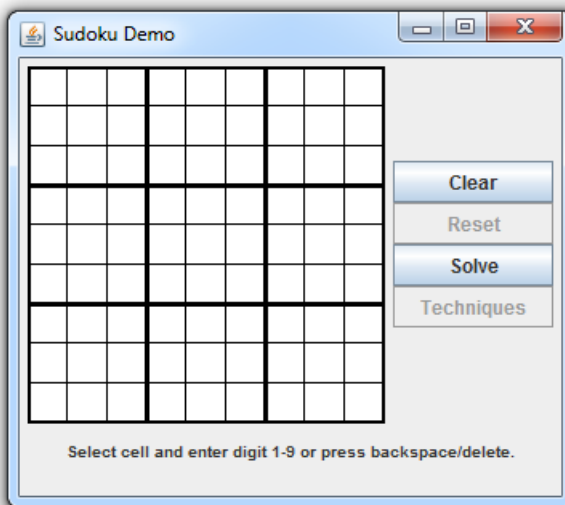 Sudoku Demo
Clear
Reset
Solve
Techniques
Select cell and enter digit 1-9 or press backspace/delete.